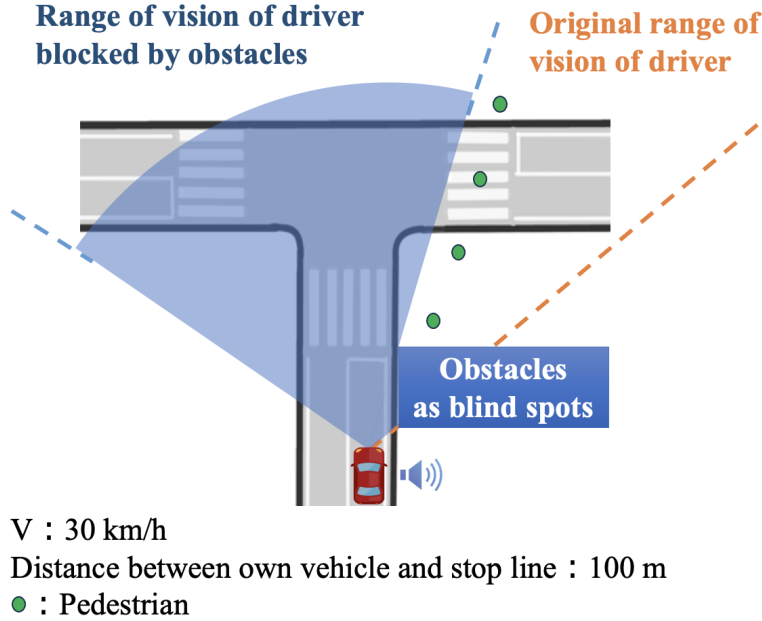 Range of vision of driver
blocked by obstacles
Original range of
vision of driver
Obstacles
as blind spots
V：30 km/h
Distance between own vehicle and stop line：100 m
：Pedestrian